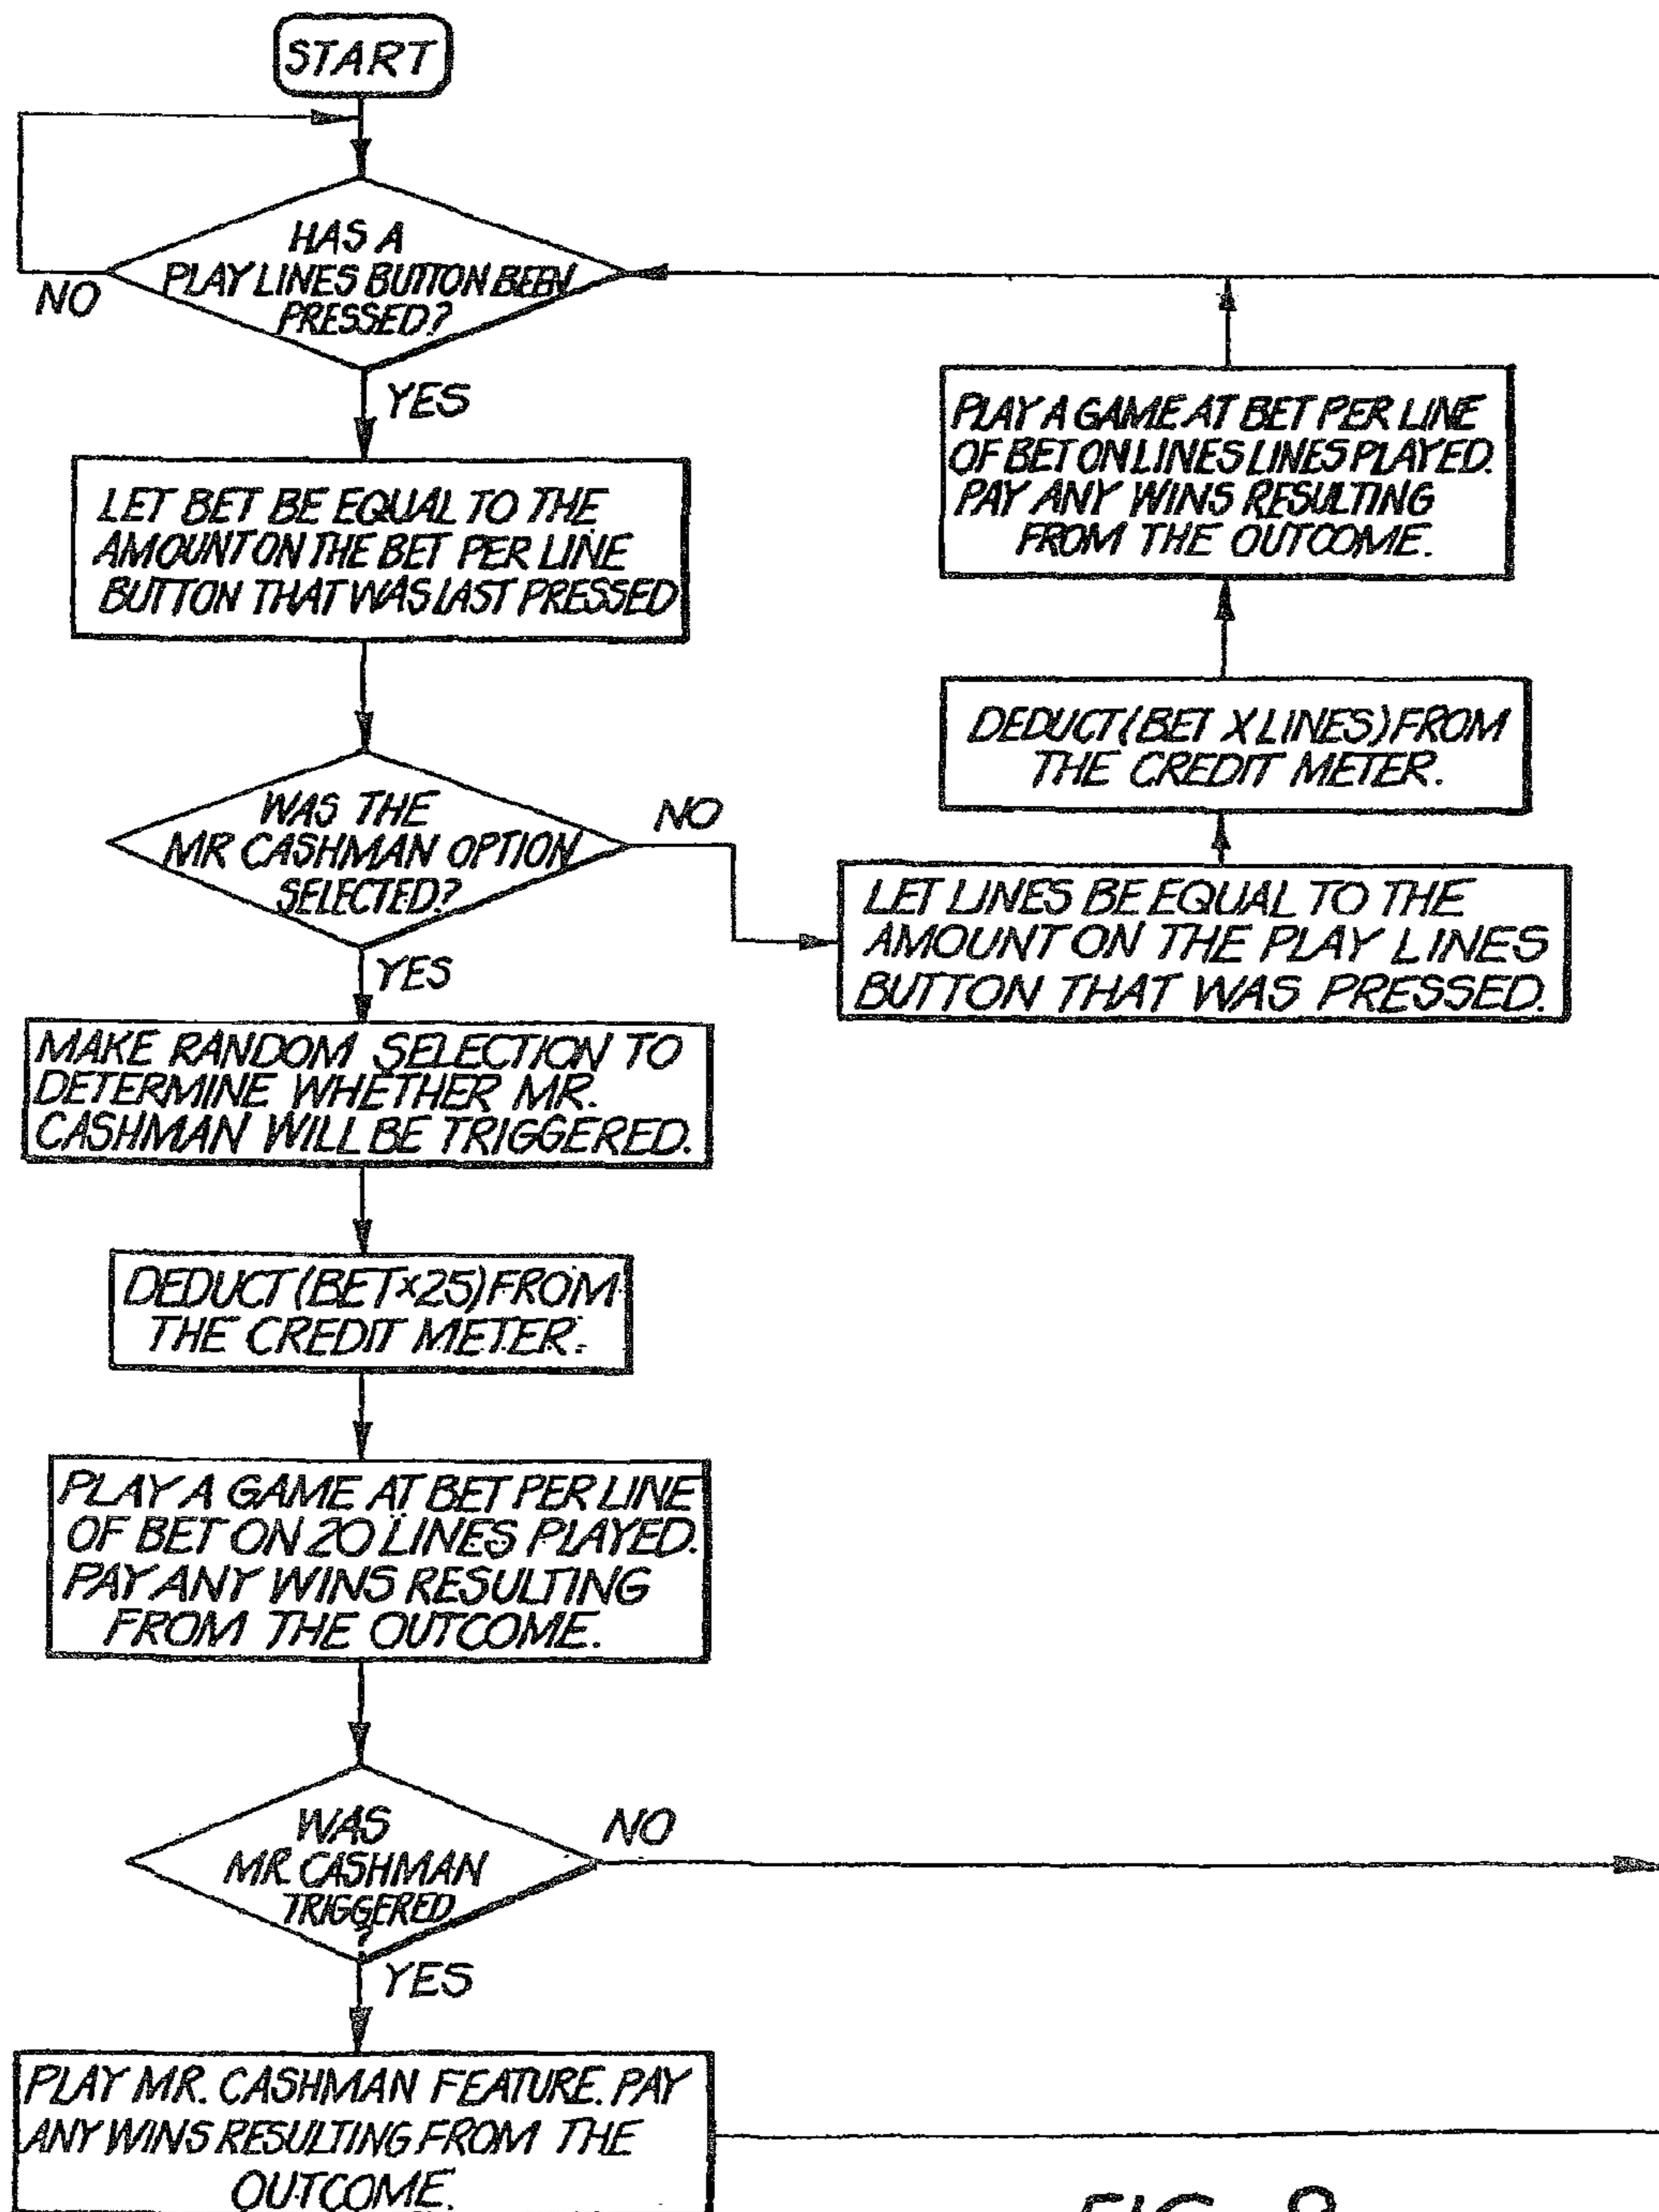 START
HAS A
PLAY LINES BUTTON BEEN
PRESSED?
NO
YES
LET BET BE EQUAL TO THE
AMOUNT ON THE BET PER LINE
BUTTON THAT WAS LAST PRESSED
WAS THE
MR CASHMAN OPTION
SELECTED?
NO
YES
PLAY A GAME AT BET PER LINE
OF BET ON LINES LINES PLAYED.
PAY ANY WINS RESULTING
FROM THE OUTCOME.
DEDUCT (BET X LINES) FROM
THE CREDIT METER.
LET LINES BE EQUAL TO THE
AMOUNT ON THE PLAY LINES
BUTTON THAT WAS PRESSED.
MAKE RANDOM SELECTION TO
DETERMINE WHETHER MR.
CASHMAN WILL BE TRIGGERED.
DEDUCT (BET x 25) FROM
THE CREDIT METER.
PLAY A GAME AT BET PER LINE
OF BET ON 20 LINES PLAYED.
PAY ANY WINS RESULTING
FROM THE OUTCOME.
WAS
MR. CASHMAN
TRIGGERED
?
NO
YES
PLAY MR. CASHMAN FEATURE. PAY
ANY WINS RESULTING FROM THE
OUTCOME.
FIG.